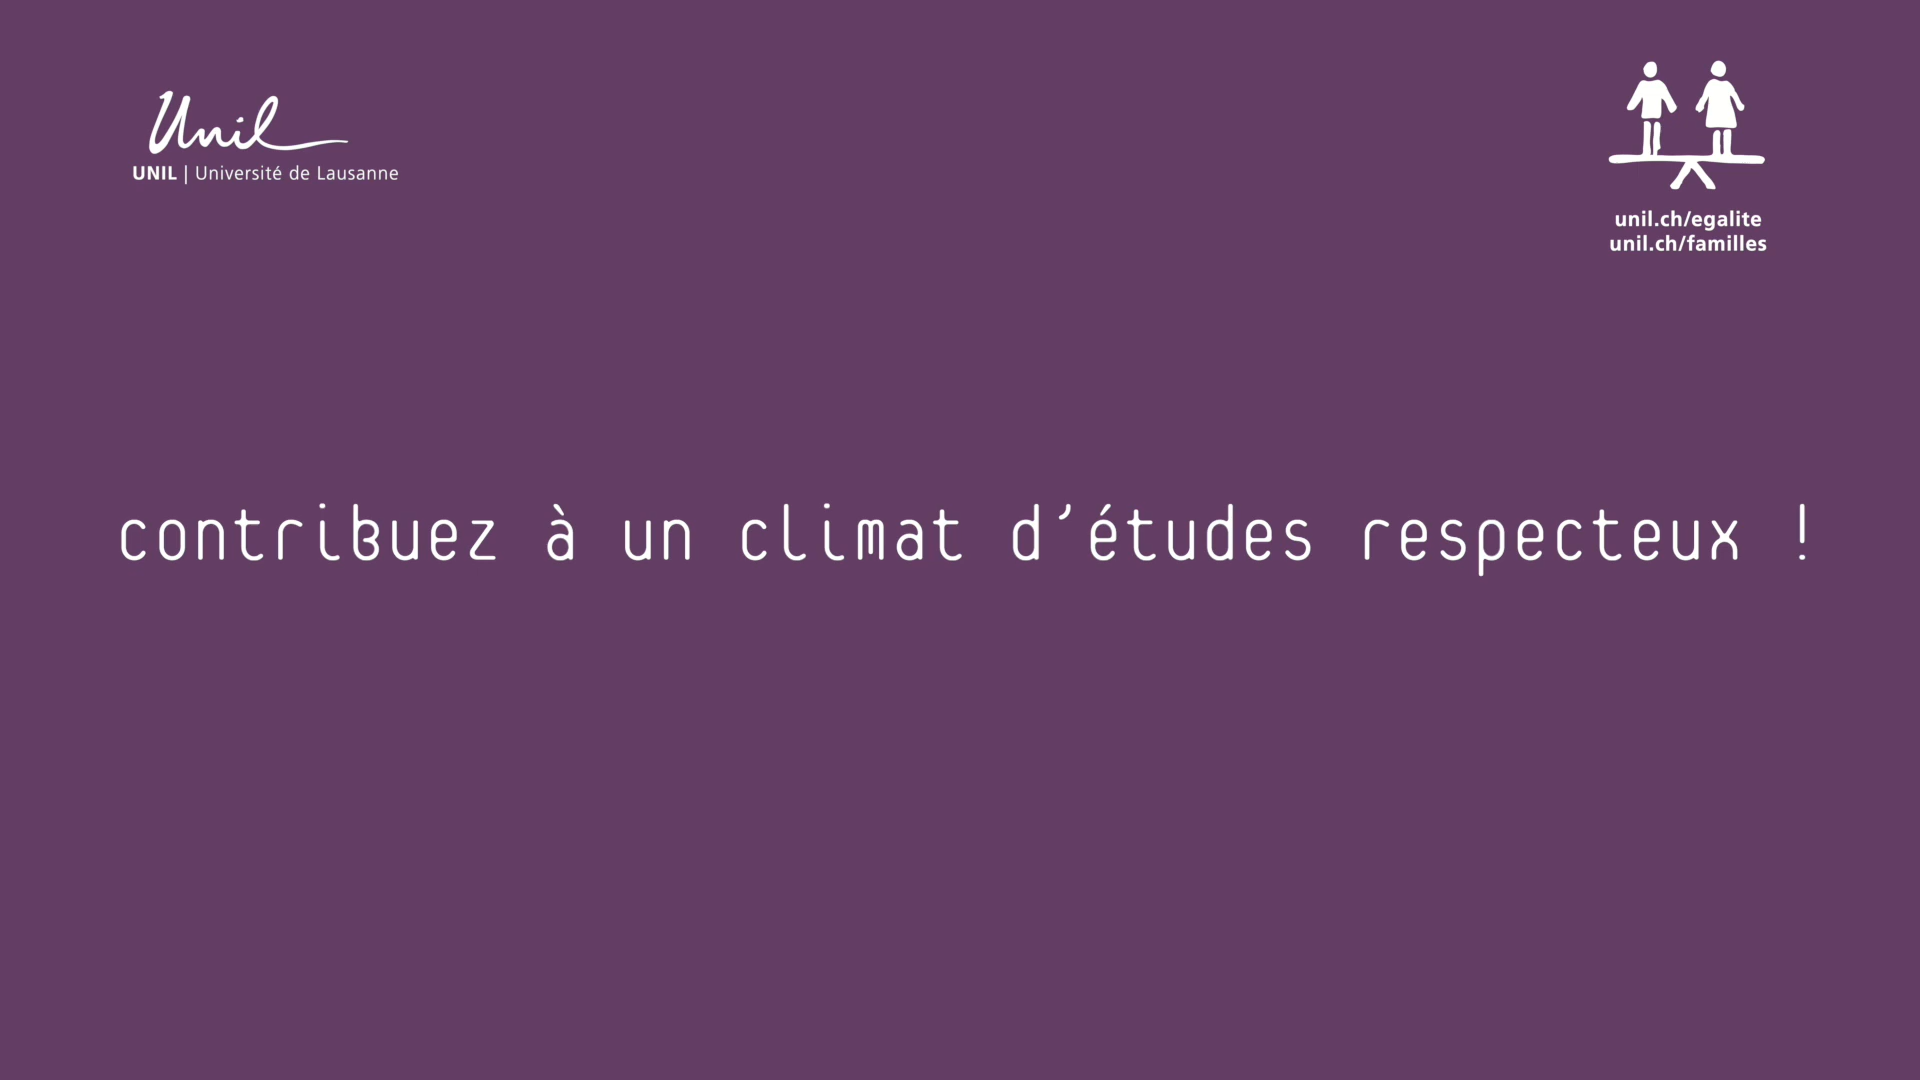 Unil
UNIL | Université de Lausanne
unil.ch/egalite
unil.ch/familles
contribuez à un climat d’études respecteux !